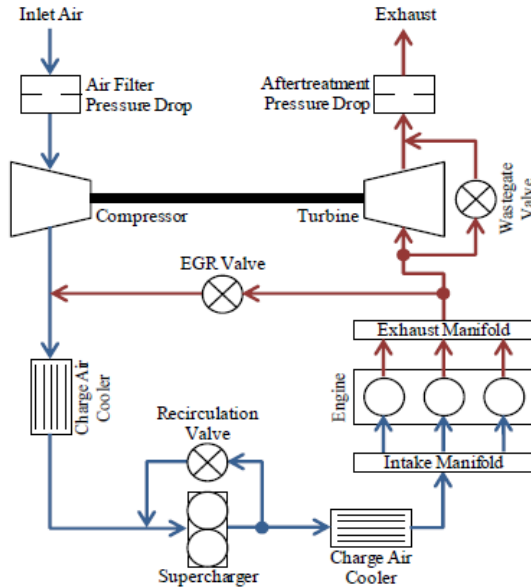 Inlet Air
Exhaust
Air Filter
Pressure Drop
Aftertreatment
Pressure Drop
Compressor
Turbine
Wastegate
Valve
EGR Valve
Exhaust Manifold
Charge Air
Cooler
Engine
Recirculation
Valve
Intake Manifold
Supercharger
Charge Air
Cooler